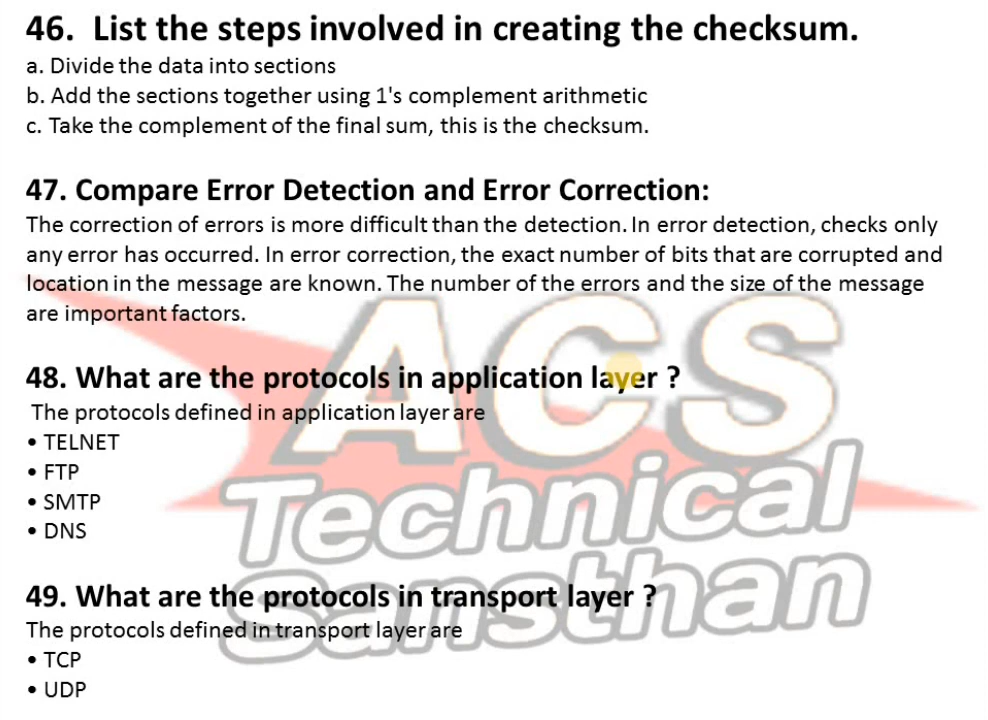 46. List the steps involved in creating the checksum.
a. Divide the data into sections
b. Add the sections together using 1's complement arithmetic
c. Take the complement of the final sum, this is the checksum.
47. Compare Error Detection and Error Correction:
The correction of errors is more difficult than the detection. In error detection, checks only
any error has occurred. In error correction, the exact number of bits that are corrupted and
location in the message are known. The number of the errors and the size of the message
are important factors.
48. What are the protocols in application layer ?
The protocols defined in application layer are
• TELNET
• FTP
• SMTP
• DNS
49. What are the protocols in transport layer ?
The protocols defined in transport layer are
• TCP
• UDP
ACS
Technical
Sansthan